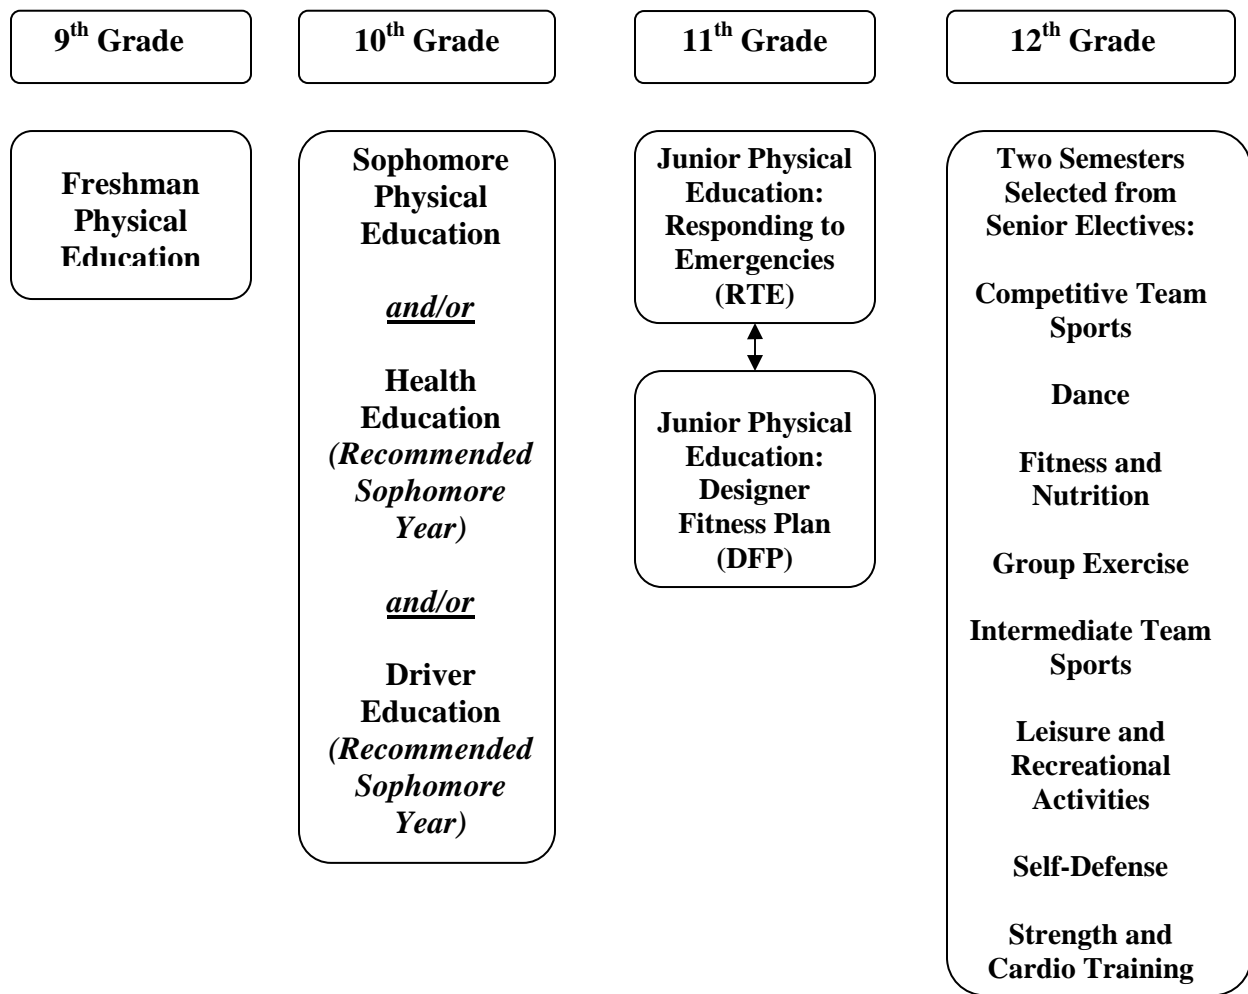 9th Grade
10th Grade
11th Grade
12th Grade
Freshman
Physical
Education
Sophomore
Physical
Education
and/or
Health
Education
(Recommended
Sophomore
Year)
and/or
Driver
Education
(Recommended
Sophomore
Year)
Junior Physical
Education:
Responding to
Emergencies
(RTE)
Junior Physical
Education:
Designer
Fitness Plan
(DFP)
Two Semesters
Selected from
Senior Electives:
Competitive Team
Sports
Dance
Fitness and
Nutrition
Group Exercise
Intermediate Team
Sports
Leisure and
Recreational
Activities
Self-Defense
Strength and
Cardio Training